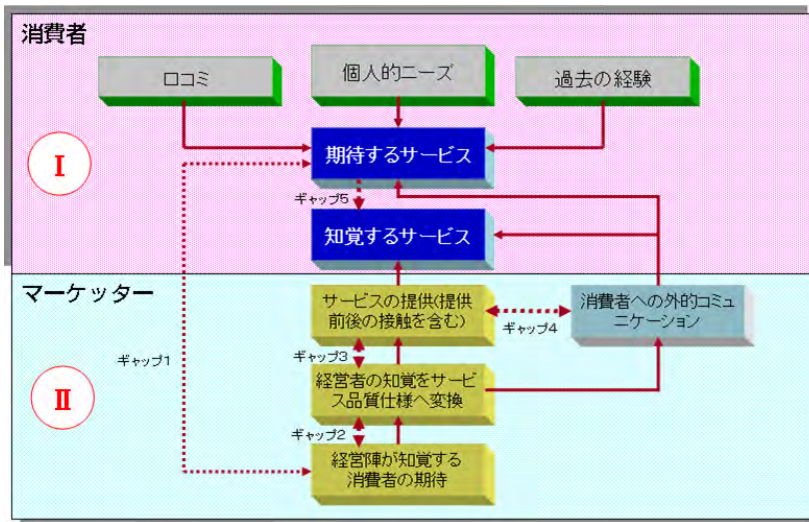 消費者
口コミ
個人的ニーズ
過去の経験
I
期待するサービス
ギャップ5
知覚するサービス
マーケッター
サービスの提供(提供
前後の接触を含む)
消費者への外的コミュ
ニケーション
ギャップ4
ギャップ1
ギャップ3
II
経営者の知覚をサービ
ス品質仕様へ変換
ギャップ2
経営陣が知覚する
消費者の期待